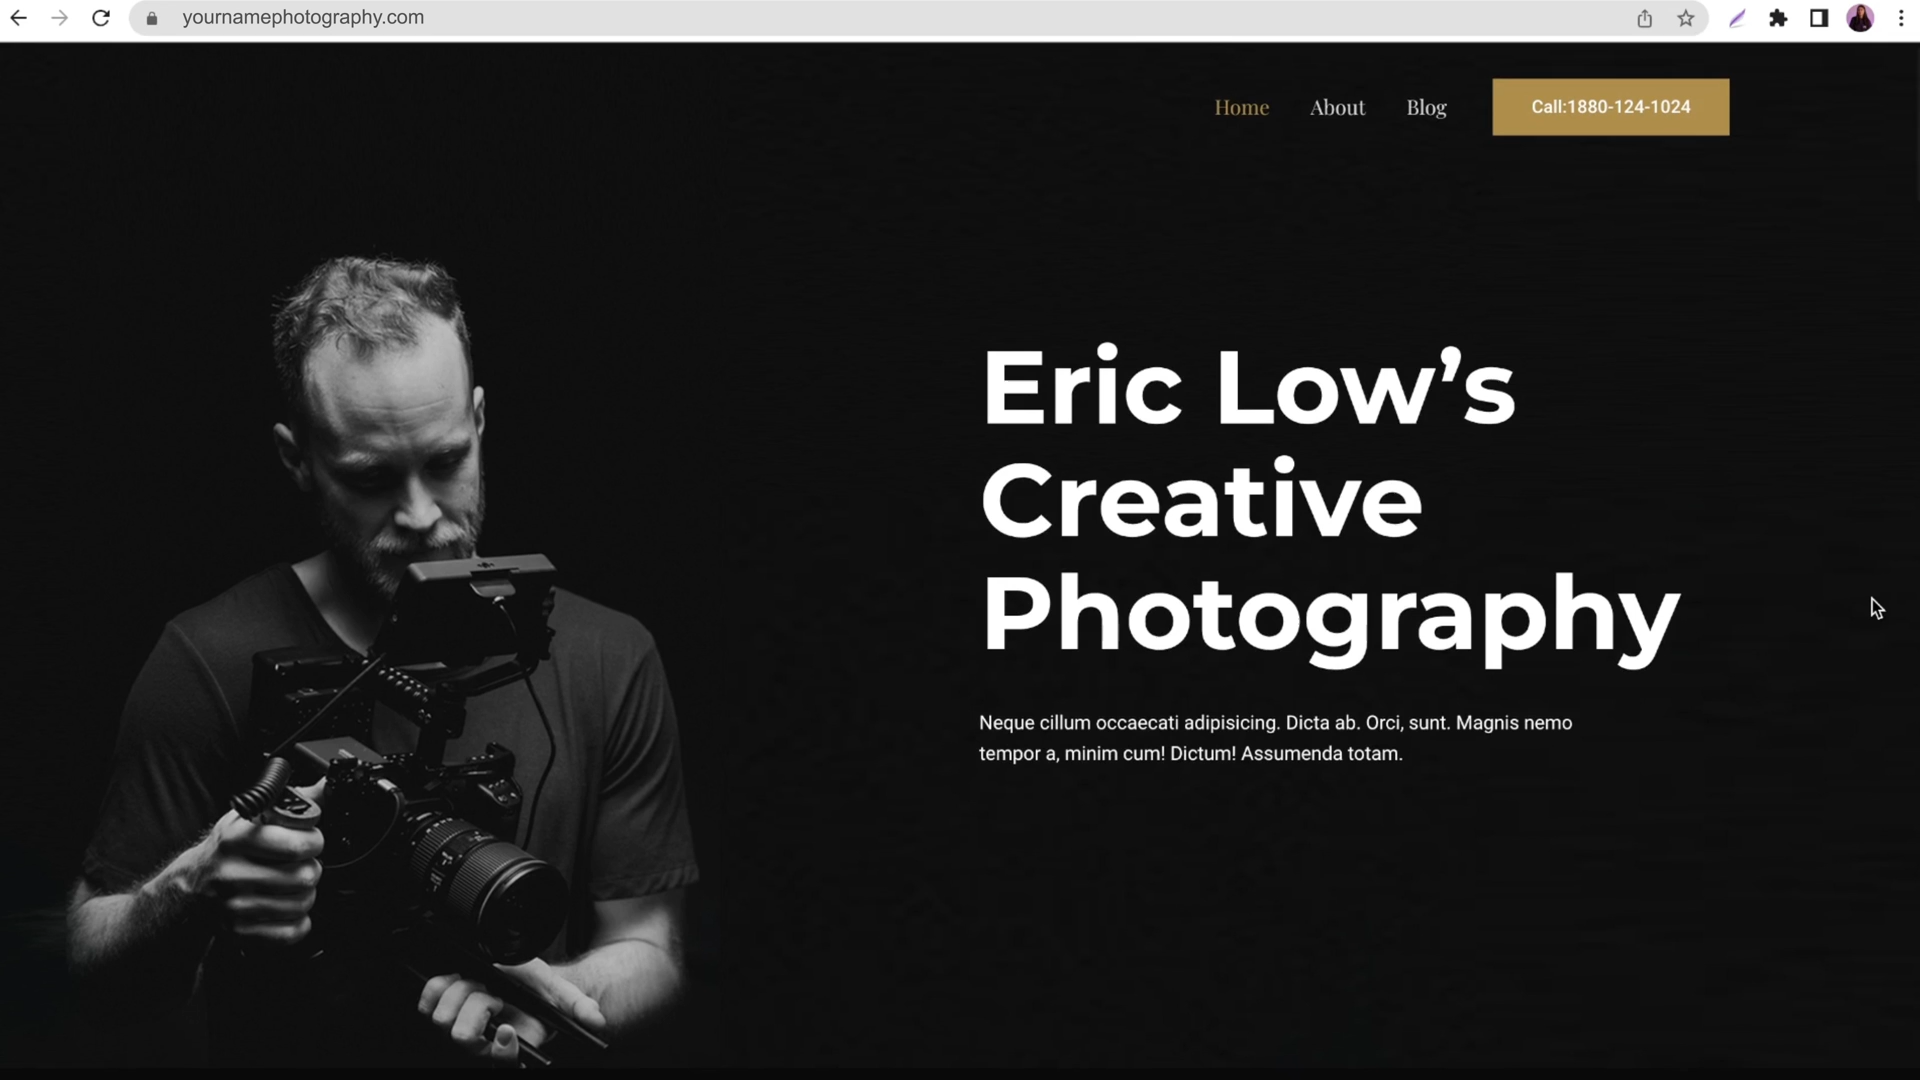 yournamephotography.com
Home About Blog Call:1880-124-1024
Eric Low’s
Creative
Photography
Neque cillum occaecati adipisicing. Dicta ab. Orci, sunt. Magnis nemo
tempor a, minim cum! Dictum! Assumenda totam.